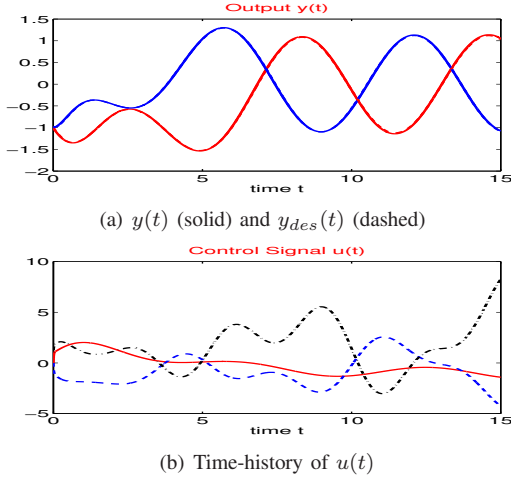 Output y(t)
1.5
1
0.5
0
−0.5
−1
−1.5
−2
0 5 10 15
time t
(a) y(t) (solid) and y_des(t) (dashed)
Control Signal u(t)
10
5
0
−5
0 5 10 15
time t
(b) Time-history of u(t)